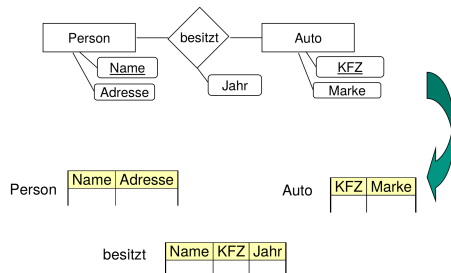 Person besitzt Auto
Name KFZ
Adresse Jahr Marke
Person Name Adresse
Auto KFZ Marke
besitzt Name KFZ Jahr